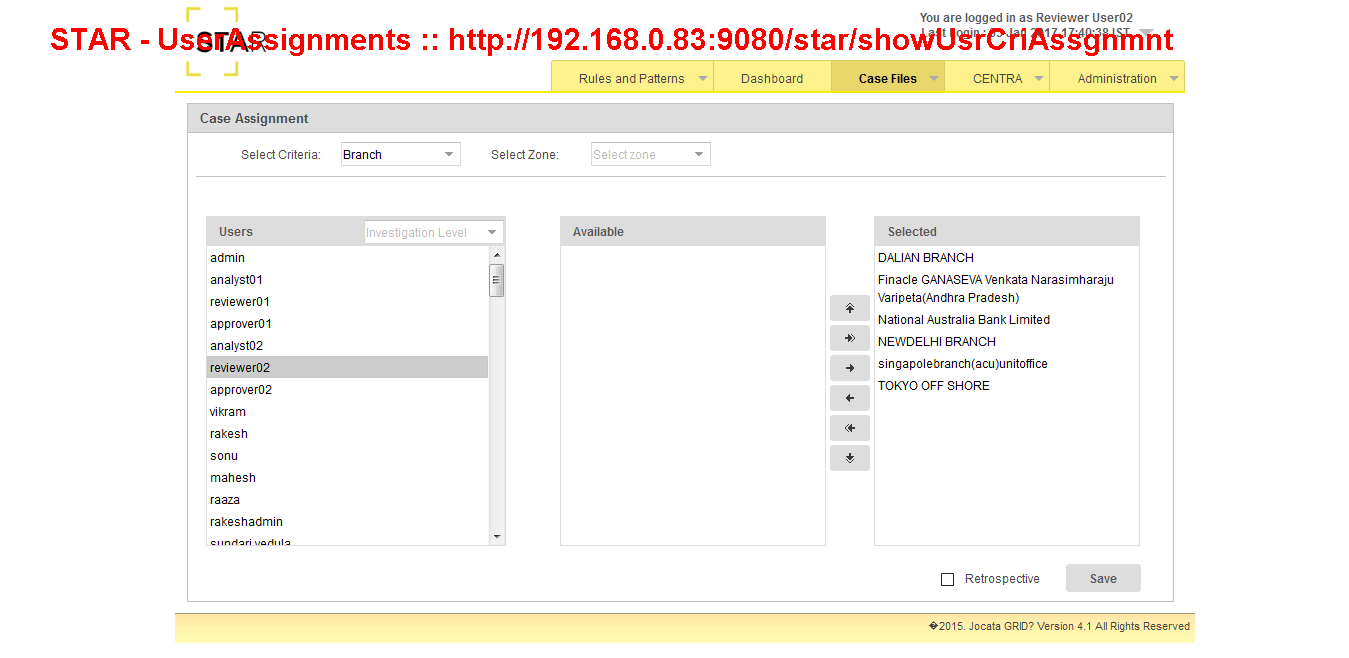 You are logged in as Reviewer User02
STAR
STAR - UserAssignments :: http://192.168.0.83:9080/star/showUsrCriAssgnmnt
Last Login : 05 Jan 2017 17:40:38 IST
Rules and Patterns Dashboard Case Files CENTRA Administration
Case Assignment
Select Criteria: Branch Select Zone: Select zone
Users Investigation Level Available Selected
admin
analyst01
reviewer01
approver01
analyst02
reviewer02
approver02
vikram
rakesh
sonu
mahesh
raaza
rakeshadmin
sundari vedula
DALIAN BRANCH
Finacle GANASEVA Venkata Narasimharaju
Varipeta(Andhra Pradesh)
National Australia Bank Limited
NEWDELHI BRANCH
singapolebranch(acu)unitoffice
TOKYO OFF SHORE
Retrospective Save
�2015. Jocata GRID? Version 4.1 All Rights Reserved